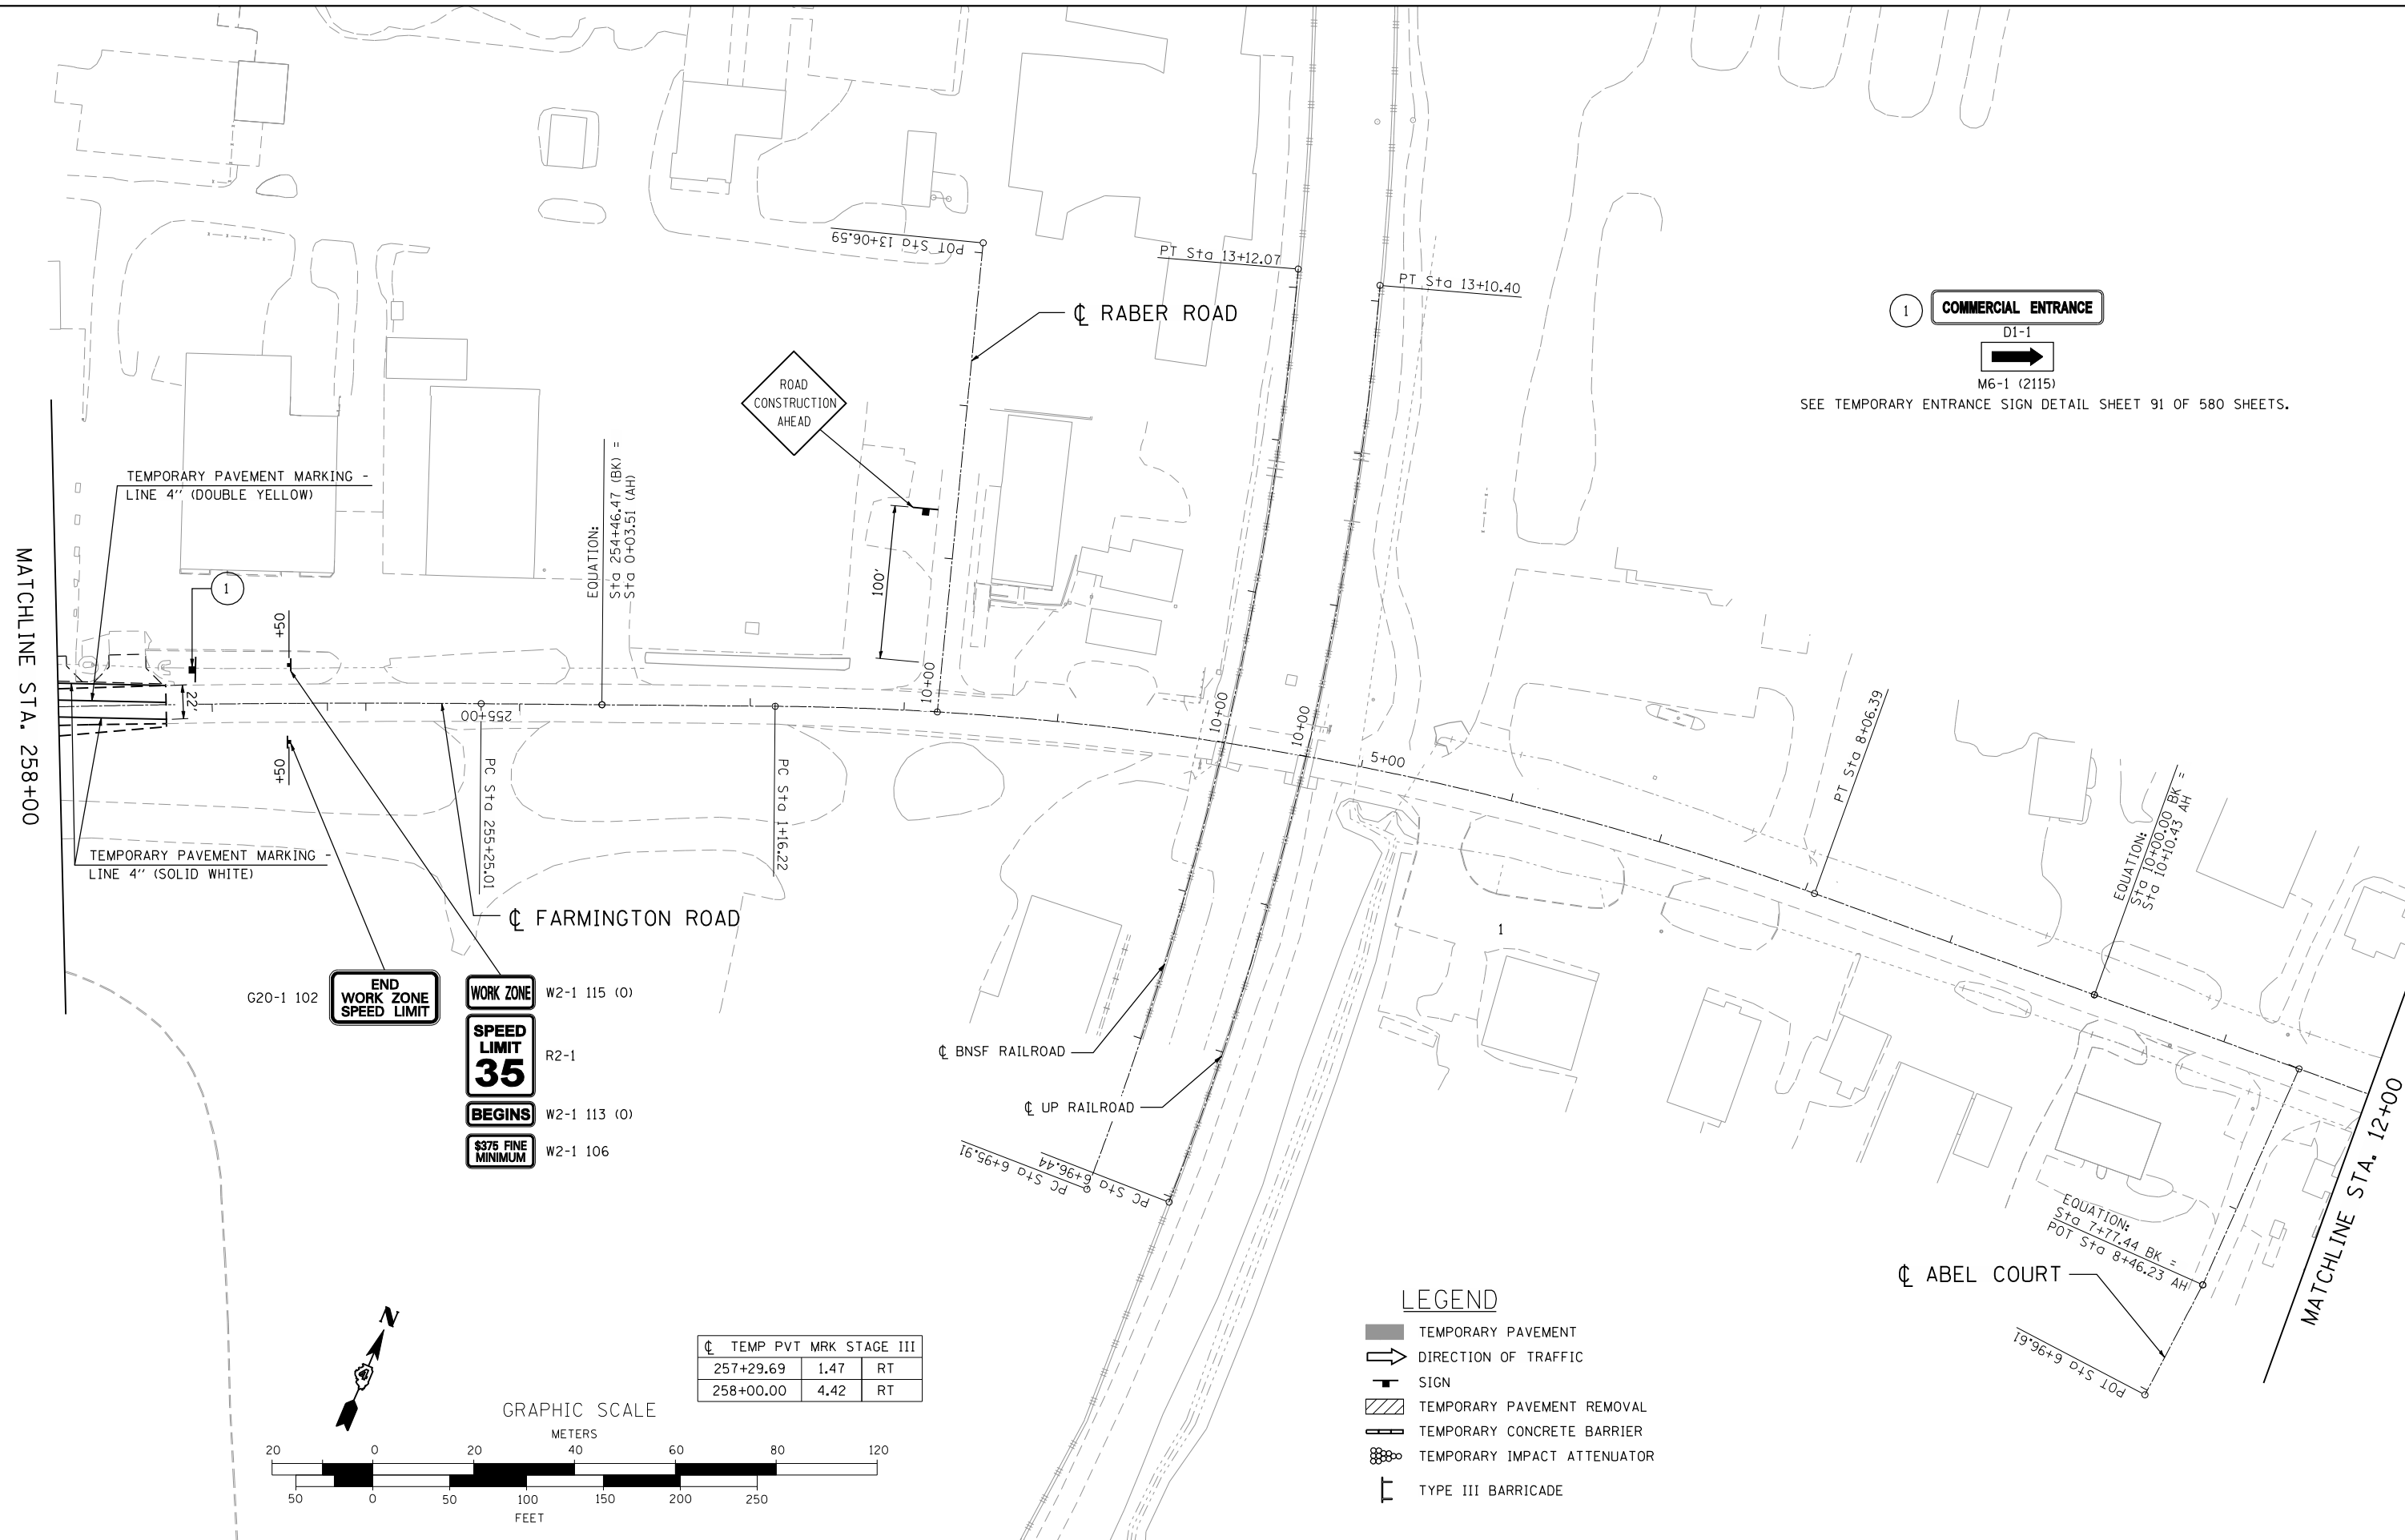 POT Sta 13+06.59
PT Sta 13+12.07
PT Sta 13+10.40
℄ RABER ROAD
1
COMMERCIAL ENTRANCE
D1-1
M6-1 (2115)
SEE TEMPORARY ENTRANCE SIGN DETAIL SHEET 91 OF 580 SHEETS.
ROAD
CONSTRUCTION
AHEAD
TEMPORARY PAVEMENT MARKING -
LINE 4" (DOUBLE YELLOW)
EQUATION:
Sta 254+46.47 (BK) =
Sta 0+03.51 (AH)
100'
MATCHLINE STA. 258+00
1
+50
22'
10+00
255+00
10+00
10+00
5+00
+50
PC Sta 255+25.01
PC Sta 1+16.22
PT Sta 8+06.39
EQUATION:
Sta 10+00.00 BK =
Sta 10+10.43 AH
TEMPORARY PAVEMENT MARKING -
LINE 4" (SOLID WHITE)
℄ FARMINGTON ROAD
1
G20-1 102
END
WORK ZONE
SPEED LIMIT
WORK ZONE
W2-1 115 (O)
SPEED
LIMIT
35
R2-1
BEGINS
W2-1 113 (O)
$375 FINE
MINIMUM
W2-1 106
℄ BNSF RAILROAD
℄ UP RAILROAD
PC Sta 6+95.91
PC Sta 6+96.44
MATCHLINE STA. 12+00
EQUATION:
Sta 7+77.44 BK =
POT Sta 8+46.23 AH
℄ ABEL COURT
POT Sta 6+96.61
N
4
℄ TEMP PVT MRK STAGE III
257+29.69 1.47 RT
258+00.00 4.42 RT
GRAPHIC SCALE
METERS
20 0 20 40 60 80 120
50 0 50 100 150 200 250
FEET
LEGEND
TEMPORARY PAVEMENT
DIRECTION OF TRAFFIC
SIGN
TEMPORARY PAVEMENT REMOVAL
TEMPORARY CONCRETE BARRIER
TEMPORARY IMPACT ATTENUATOR
TYPE III BARRICADE